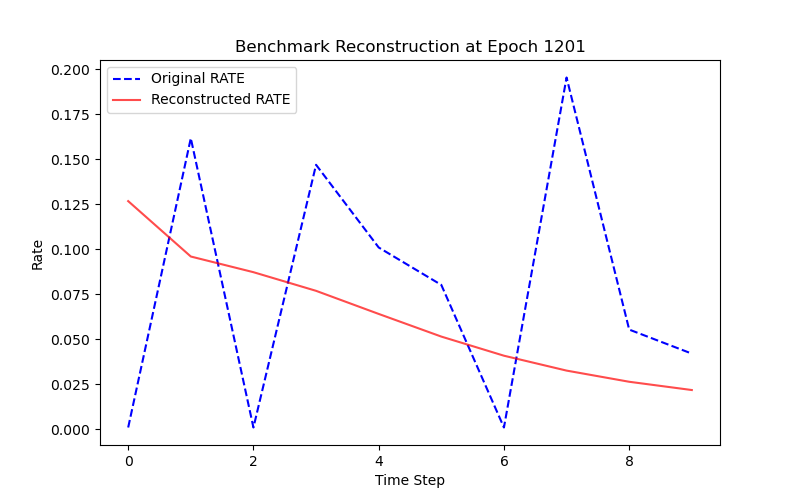 Benchmark Reconstruction at Epoch 1201
Original RATE
Reconstructed RATE
0.200
0.175
0.150
0.125
0.100
0.075
0.050
0.025
0.000
Rate
0 2 4 6 8
Time Step